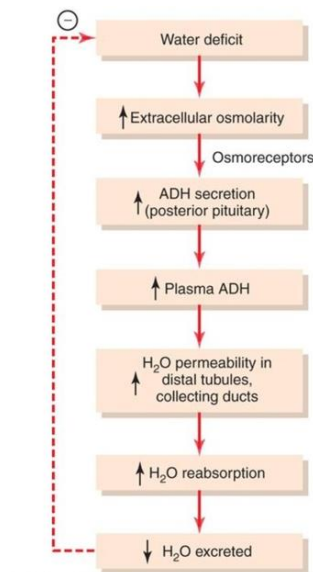 −
Water deficit
↑ Extracellular osmolarity
Osmoreceptors
↑ ADH secretion
(posterior pituitary)
↑ Plasma ADH
H₂O permeability in
↑ distal tubules,
collecting ducts
↑ H₂O reabsorption
↓ H₂O excreted